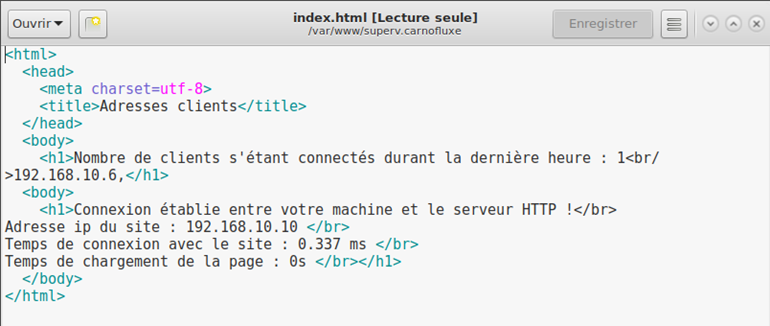 Ouvrir
index.html [Lecture seule]
/var/www/superv.carnofluxe
Enregistrer
<html>
  <head>
    <meta charset=utf-8>
    <title>Adresses clients</title>
  </head>
  <body>
    <h1>Nombre de clients s'étant connectés durant la dernière heure : 1<br/
>192.168.10.6,</h1>
  <body>
    <h1>Connexion établie entre votre machine et le serveur HTTP !</br>
Adresse ip du site : 192.168.10.10 </br>
Temps de connexion avec le site : 0.337 ms </br>
Temps de chargement de la page : 0s </br></h1>
  </body>
</html>